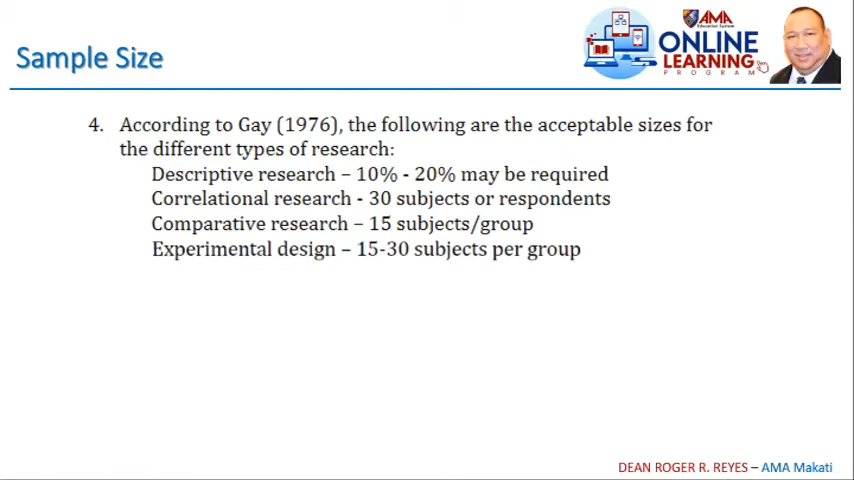 Sample Size
AMA
Education System
ONLINE
LEARNING
PROGRAM
4. According to Gay (1976), the following are the acceptable sizes for
the different types of research:
Descriptive research – 10% - 20% may be required
Correlational research - 30 subjects or respondents
Comparative research – 15 subjects/group
Experimental design – 15-30 subjects per group
DEAN ROGER R. REYES – AMA Makati